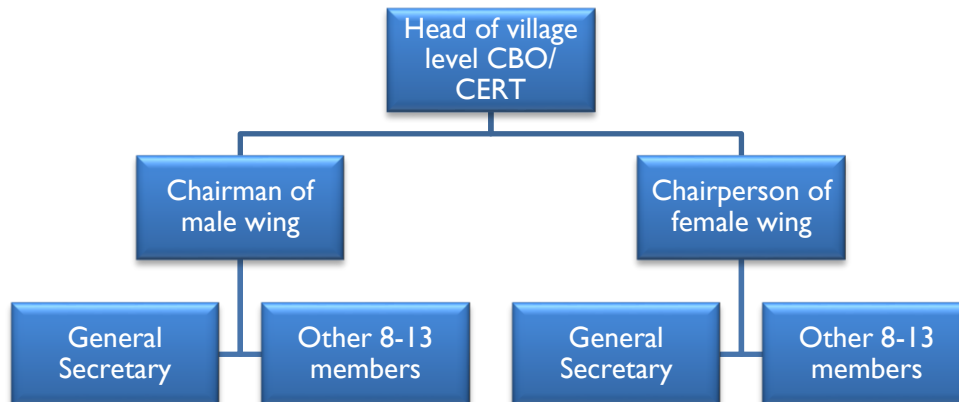 Head of village
level CBO/
CERT
Chairman of
male wing
Chairperson of
female wing
General
Secretary
Other 8-13
members
General
Secretary
Other 8-13
members